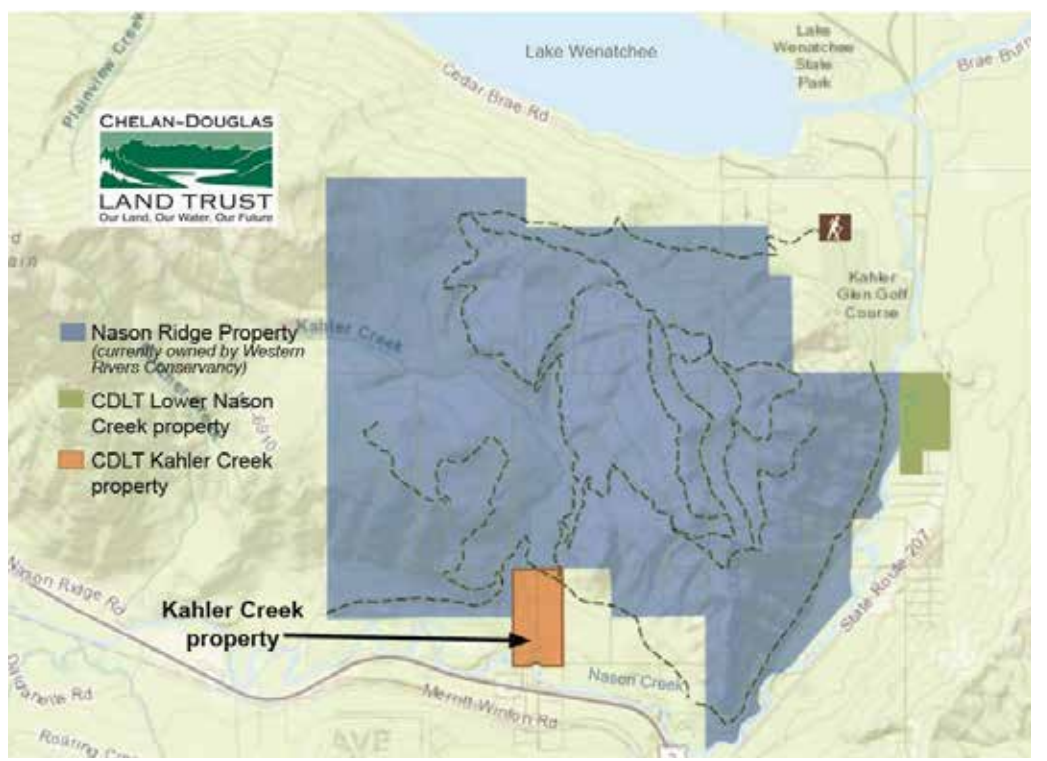 Lake Wenatchee
Lake
Wenatchee
State
Park
Plainview Creek
Cedar Brae Rd
CHELAN-DOUGLAS
LAND TRUST
Our Land, Our Water, Our Future
Kahler
Glen Golf
Course
Nason Ridge Property
(currently owned by Western
Rivers Conservancy)
Kahler Creek
CDLT Lower Nason
Creek property
CDLT Kahler Creek
property
State Route 207
Nason Ridge Rd
Kahler Creek
property
Nason Creek
Merritt-Winton Rd
Roaring
AVE
2